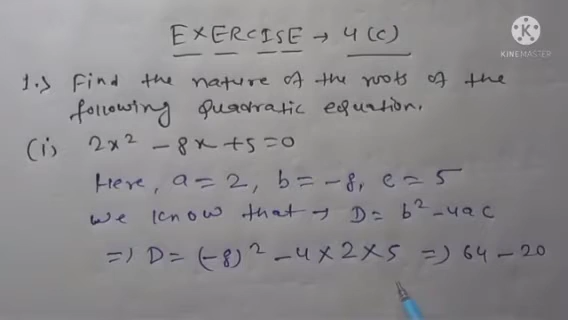 EXERCISE → 4(C)
KINEMASTER
1.) Find the nature of the roots of the
following Quadratic equation.
(i) 2x² - 8x + 5 = 0
Here, a = 2, b = -8, c = 5
We know that → D = b² - 4ac
=> D = (-8)² - 4 × 2 × 5 => 64 - 20